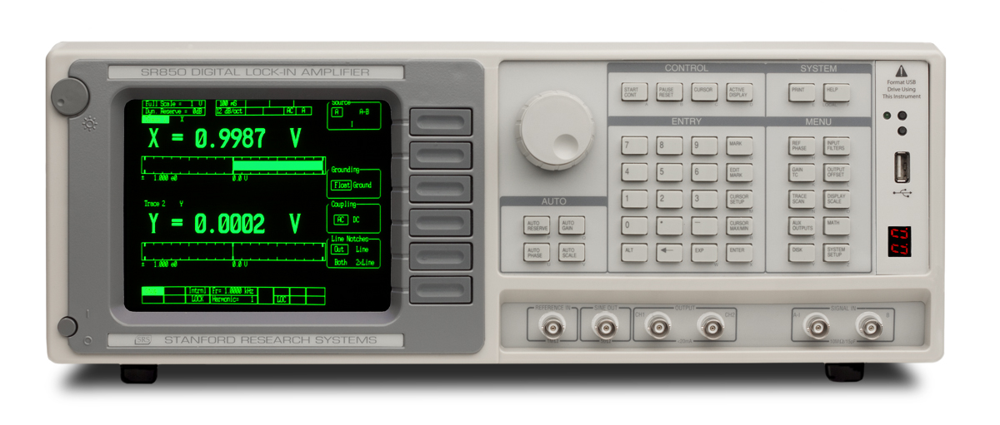 SR850 DIGITAL LOCK-IN AMPLIFIER
Full Scale = 1 V
100 mS
Dyn. Reserve = 0dB
12 dB/oct
AC A
X
X = 0.9987 V
± 1.000 e0 0.0 V
Trace 2 Y
Y = 0.0002 V
± 1.000 e0 0.0 V
Intrnl Fr= 1.0000 kHz
LOCK Harmonic= 1 LOC
Source
A A-B
I
Grounding
Float Ground
Coupling
AC DC
Line Notches
Out Line
Both 2xLine
SRS STANFORD RESEARCH SYSTEMS
AUTO
AUTO RESERVE
AUTO GAIN
AUTO PHASE
AUTO SCALE
CONTROL
START CONT
PAUSE RESET
CURSOR
ACTIVE DISPLAY
ENTRY
7 8 9 MARK
4 5 6 EDIT MARK
1 2 3 CURSOR SETUP
0 • — CURSOR MAX/MIN
ALT ← EXP ENTER
SYSTEM
PRINT HELP
MENU
REF PHASE
INPUT FILTERS
GAIN TC
OUTPUT OFFSET
TRACE SCAN
DISPLAY SCALE
AUX OUTPUTS
MATH
DISK
SYSTEM SETUP
Format USB
Drive Using
This Instrument
REFERENCE IN
SINE OUT
CH1 OUTPUT CH2
A-I SIGNAL IN B